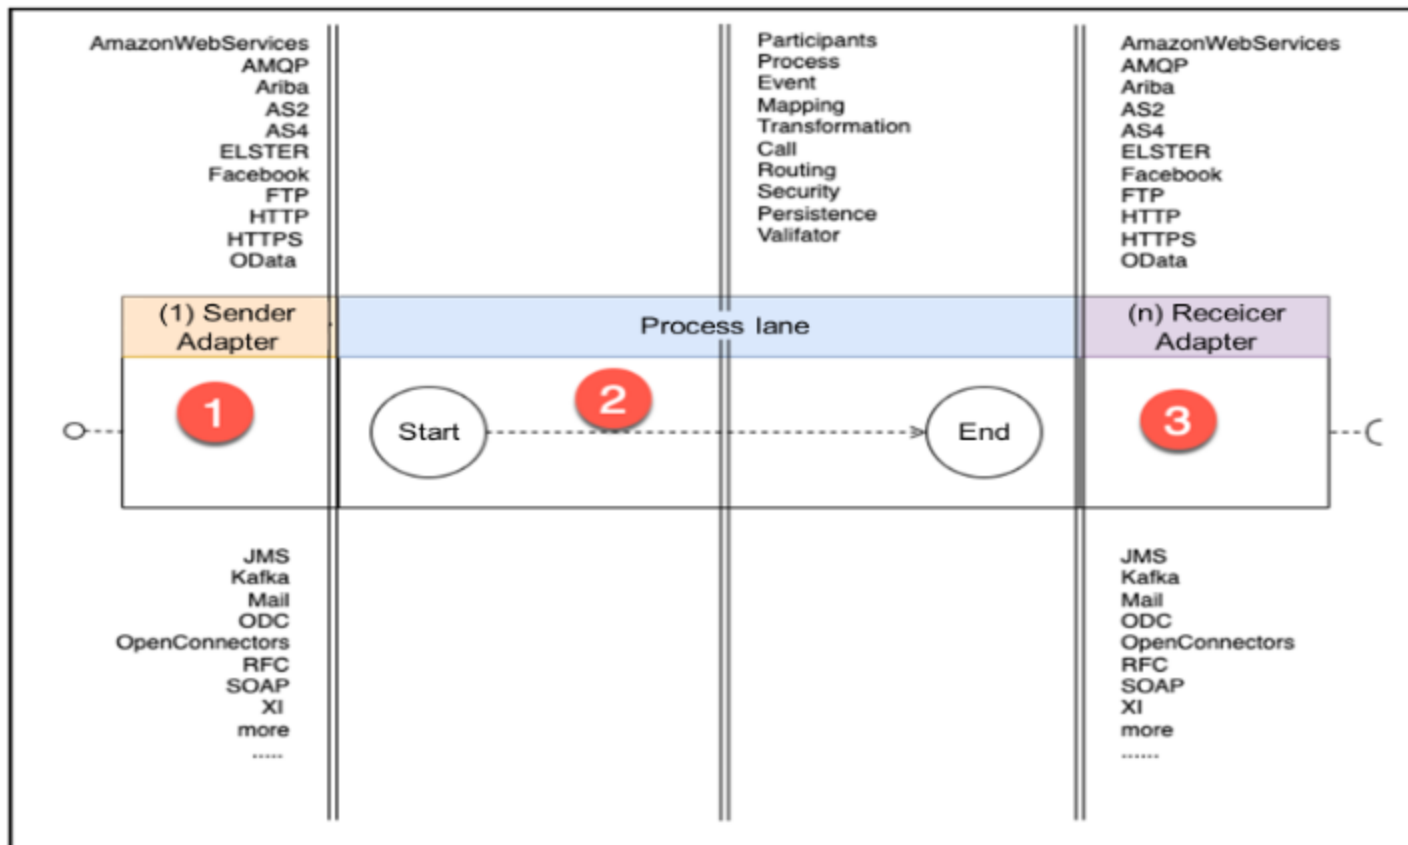 AmazonWebServices
AMQP
Ariba
AS2
AS4
ELSTER
Facebook
FTP
HTTP
HTTPS
OData
Participants
Process
Event
Mapping
Transformation
Call
Routing
Security
Persistence
Valifator
AmazonWebServices
AMQP
Ariba
AS2
AS4
ELSTER
Facebook
FTP
HTTP
HTTPS
OData
(1) Sender
Adapter
Process lane
(n) Receicer
Adapter
1
Start
2
End
3
JMS
Kafka
Mail
ODC
OpenConnectors
RFC
SOAP
XI
more
.....
JMS
Kafka
Mail
ODC
OpenConnectors
RFC
SOAP
XI
more
......